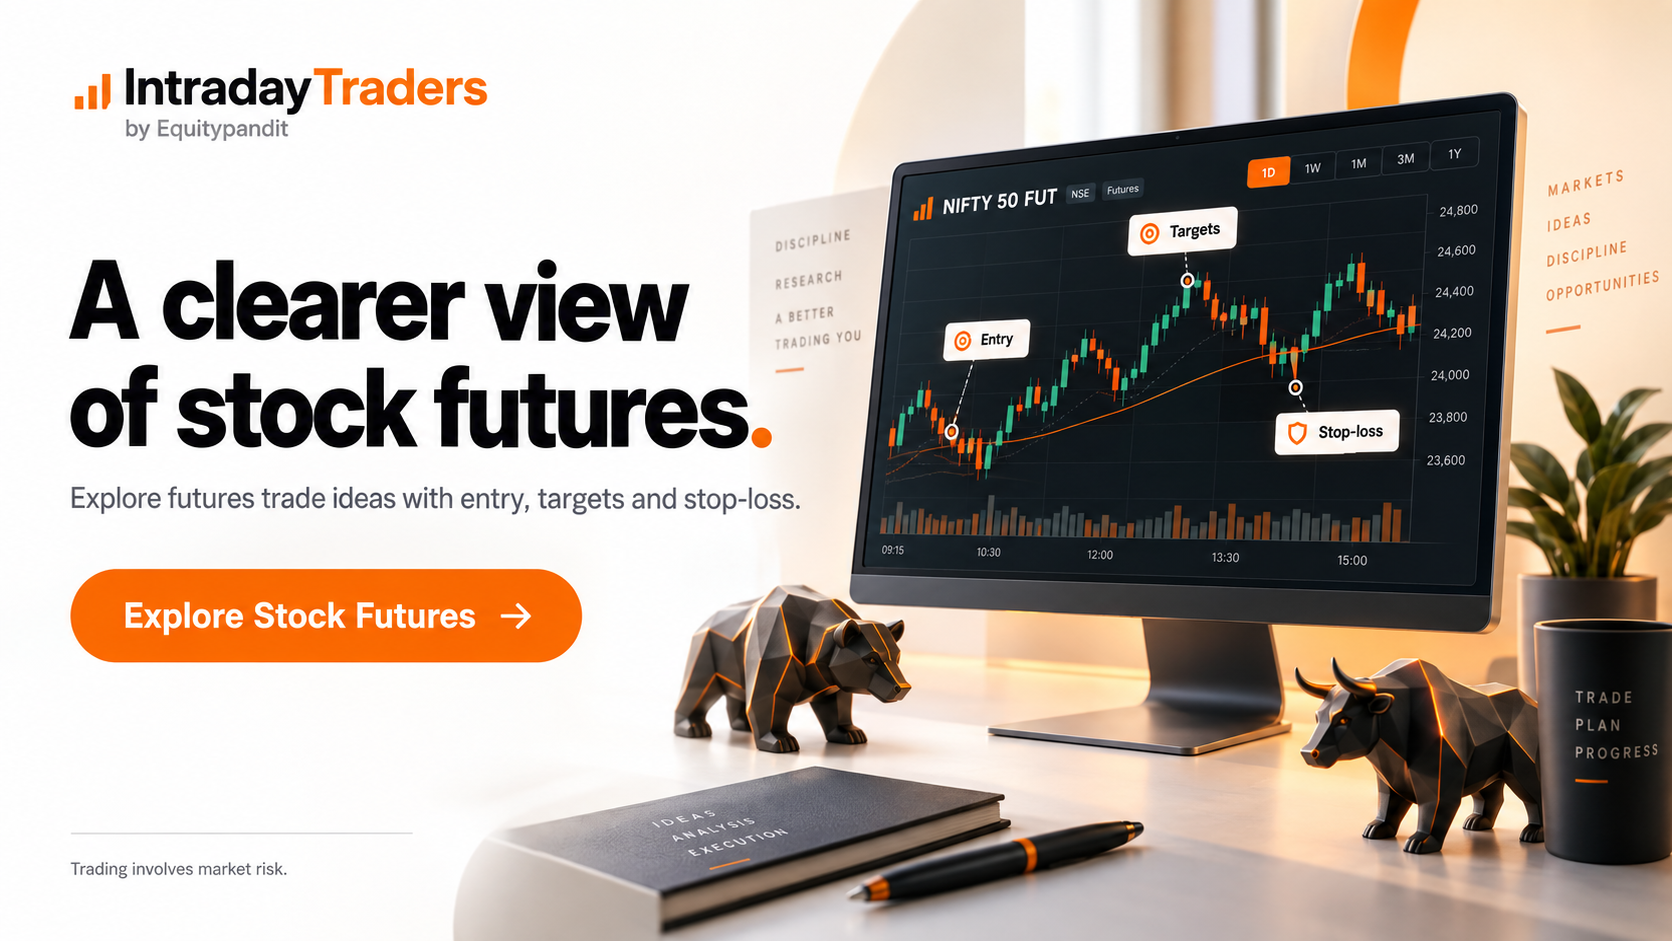 IntradayTraders
by Equitypandit
A clearer view
of stock futures.
Explore futures trade ideas with entry, targets and stop-loss.
Explore Stock Futures →
Trading involves market risk.
DISCIPLINE
RESEARCH
A BETTER
TRADING YOU
NIFTY 50 FUT NSE Futures
1D 1W 1M 3M 1Y
Targets
Entry
Stop-loss
24,800
24,600
24,400
24,200
24,000
23,800
23,600
09:15 10:30 12:00 13:30 15:00
MARKETS
IDEAS
DISCIPLINE
OPPORTUNITIES
TRADE
PLAN
PROGRESS
IDEAS
ANALYSIS
EXECUTION